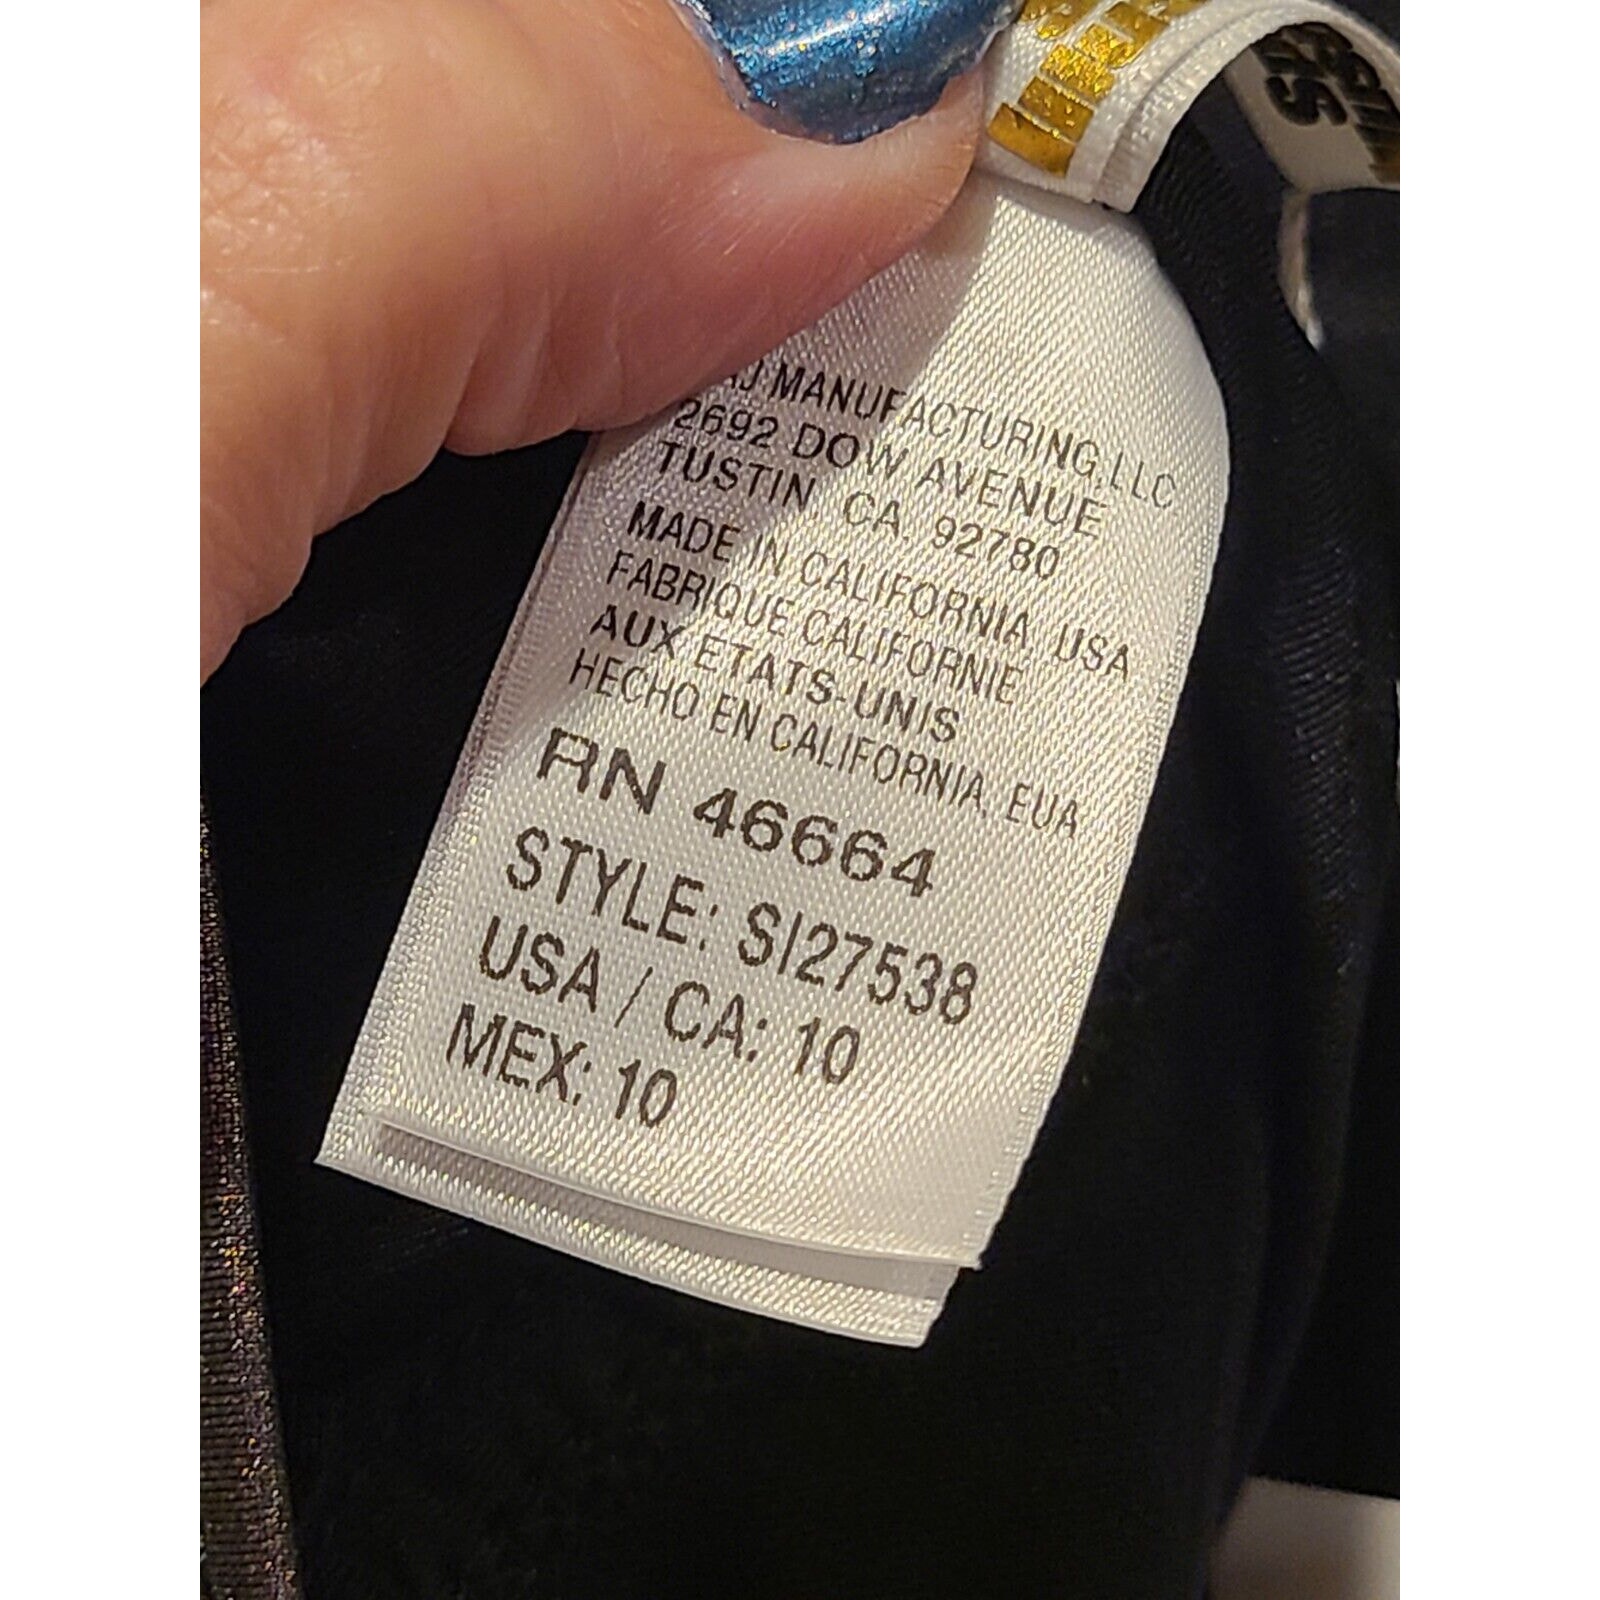 MANUFACTURING,LLC
2692 DOW AVENUE
TUSTIN, CA. 92780
MADE IN CALIFORNIA, USA
FABRIQUE CALIFORNIE
AUX ETATS-UNIS
HECHO EN CALIFORNIA, EUA
RN 46664
STYLE: S/27538
USA / CA: 10
MEX: 10